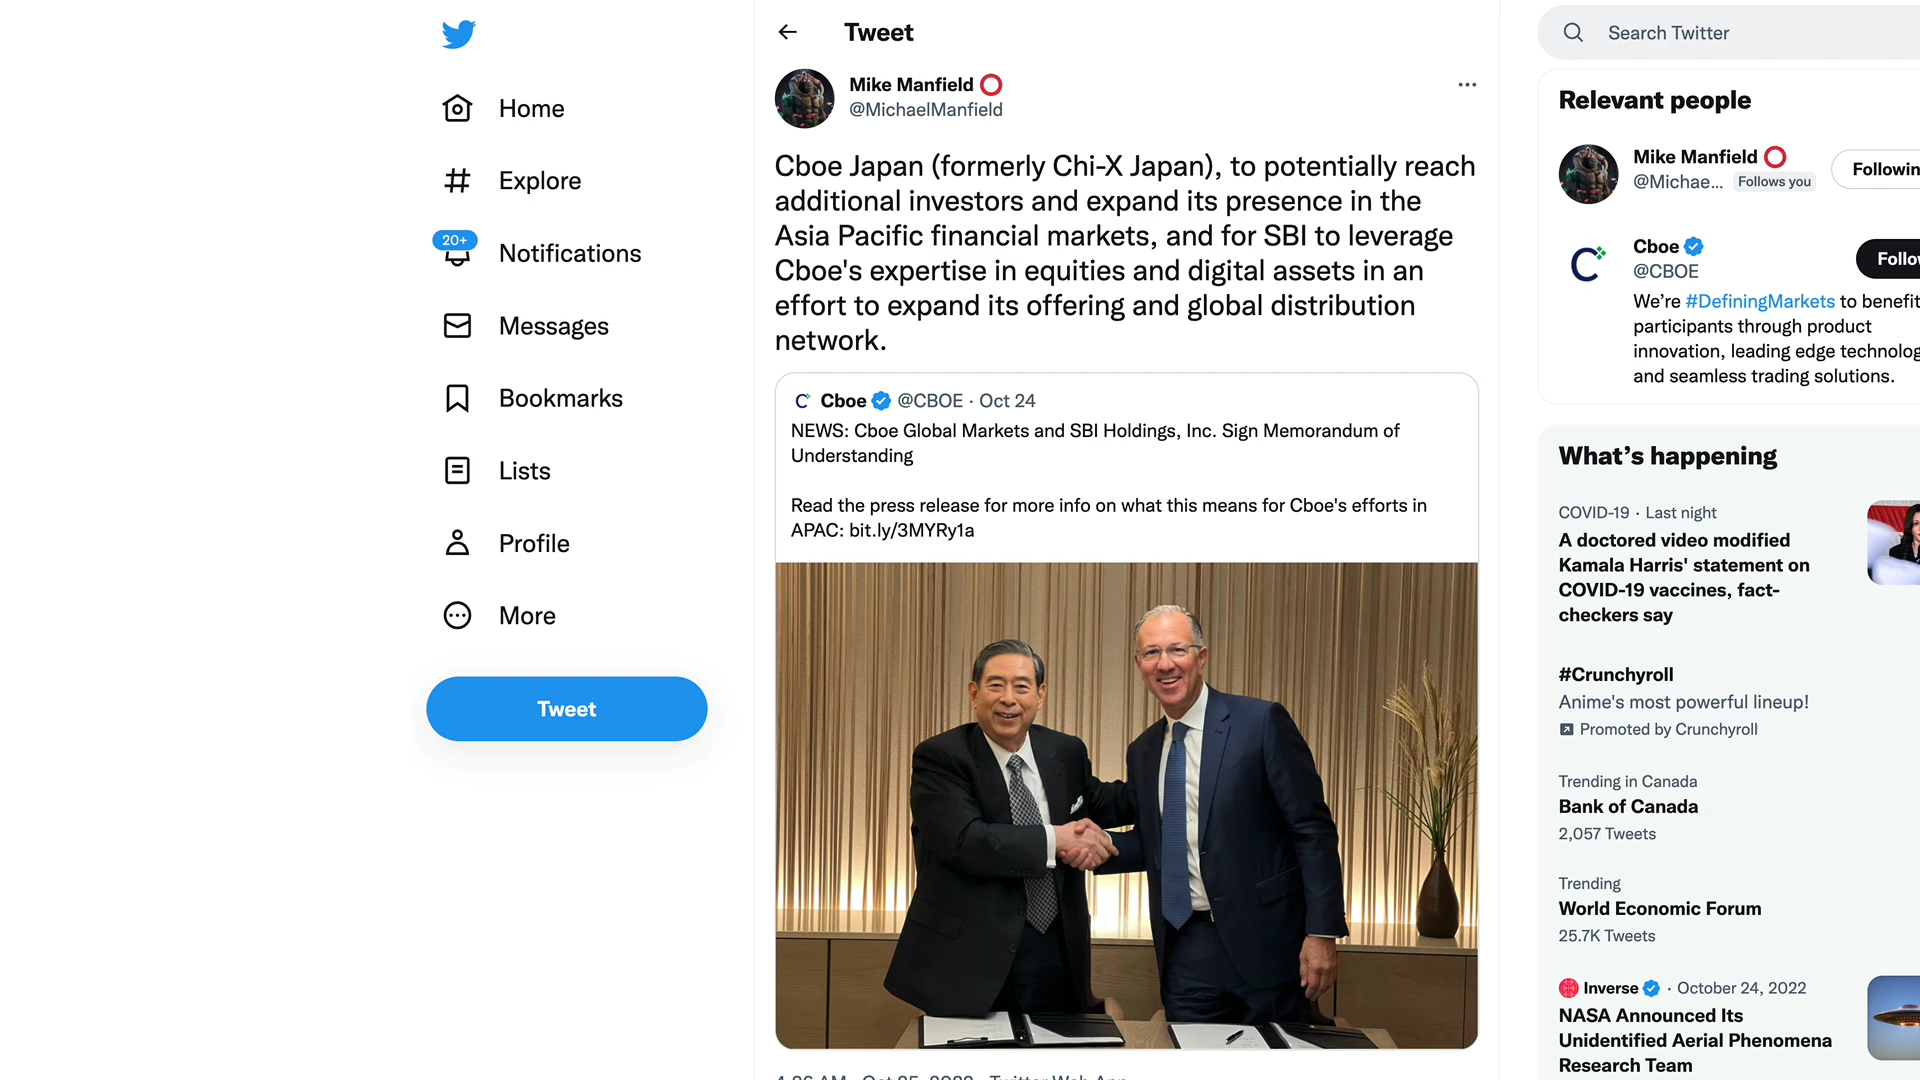 Home
Explore
20+
Notifications
Messages
Bookmarks
Lists
Profile
More
Tweet
Tweet
Mike Manfield
@MichaelManfield
Cboe Japan (formerly Chi-X Japan), to potentially reach
additional investors and expand its presence in the
Asia Pacific financial markets, and for SBI to leverage
Cboe's expertise in equities and digital assets in an
effort to expand its offering and global distribution
network.
Cboe @CBOE · Oct 24
NEWS: Cboe Global Markets and SBI Holdings, Inc. Sign Memorandum of
Understanding
Read the press release for more info on what this means for Cboe's efforts in
APAC: bit.ly/3MYRy1a
4:26 AM · Oct 25, 2022 · Twitter Web App
Search Twitter
Relevant people
Mike Manfield
@Michae... Follows you
Followin
Cboe
@CBOE
Follo
We're #DefiningMarkets to benefit
participants through product
innovation, leading edge technolog
and seamless trading solutions.
What's happening
COVID-19 · Last night
A doctored video modified
Kamala Harris' statement on
COVID-19 vaccines, fact-
checkers say
#Crunchyroll
Anime's most powerful lineup!
Promoted by Crunchyroll
Trending in Canada
Bank of Canada
2,057 Tweets
Trending
World Economic Forum
25.7K Tweets
Inverse · October 24, 2022
NASA Announced Its
Unidentified Aerial Phenomena
Research Team